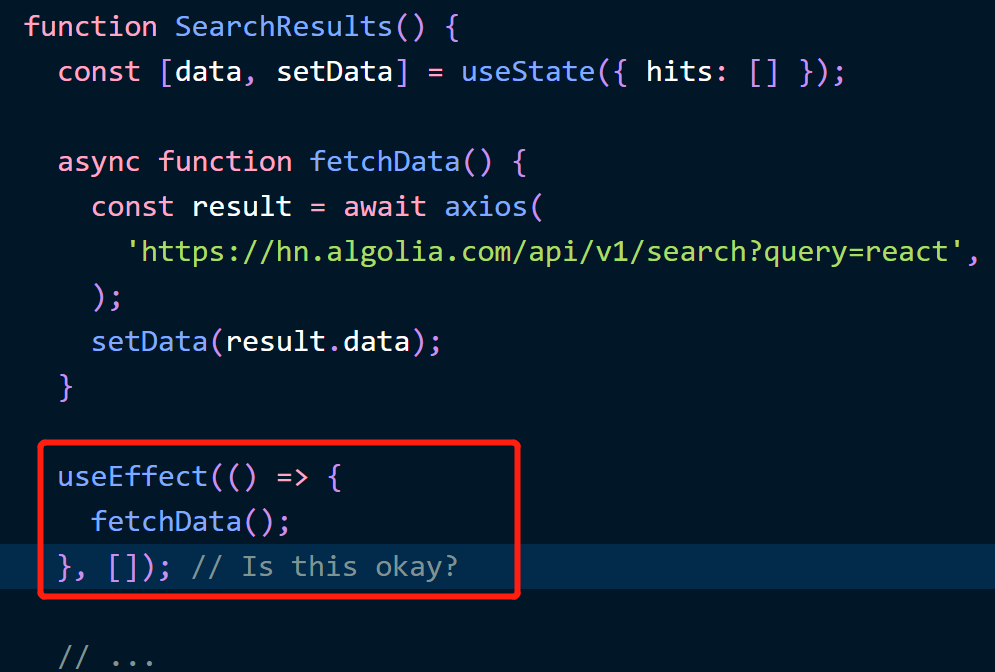 function SearchResults() {
  const [data, setData] = useState({ hits: [] });

  async function fetchData() {
    const result = await axios(
      'https://hn.algolia.com/api/v1/search?query=react',
    );
    setData(result.data);
  }

  useEffect(() => {
    fetchData();
  }, []); // Is this okay?

  // ...